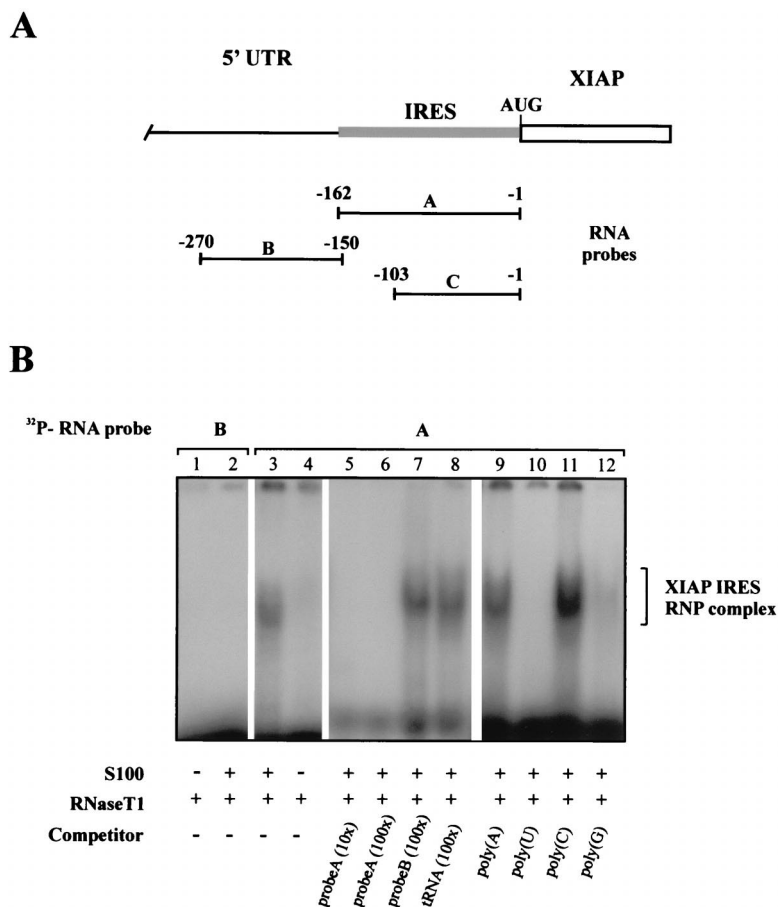 A
5' UTR
IRES
AUG
XIAP
-162 A -1
-270 B -150
-103 C -1
RNA
probes
B
³²P- RNA probe
B A
1 2 3 4 5 6 7 8 9 10 11 12
XIAP IRES
RNP complex
S100 - + + - + + + + + + + +
RNaseT1 + + + + + + + + + + + +
Competitor - - - - probeA (10x) probeA (100x) probeB (100x) tRNA (100x) poly(A) poly(U) poly(C) poly(G)